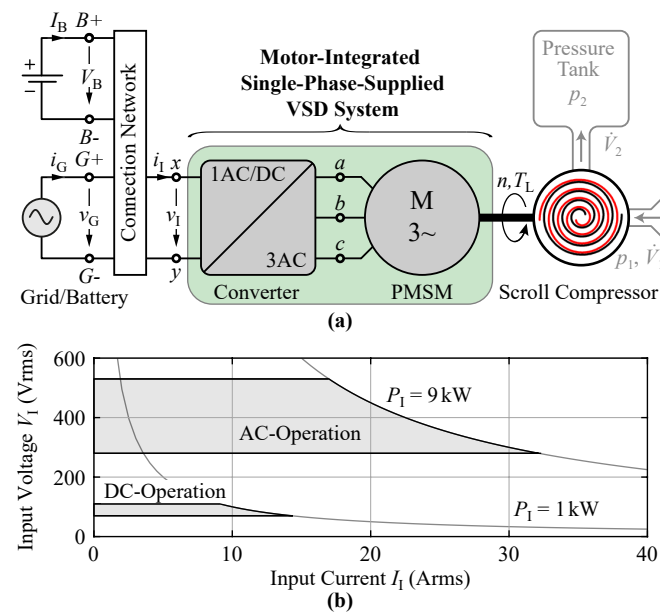 I_B B+
+
−
V_B
B-
G+
i_G
v_G
G-
Grid/Battery
Connection Network
i_I x
v_I
y
Motor-Integrated
Single-Phase-Supplied
VSD System
1AC/DC
3AC
Converter
a
b
c
M
3~
PMSM
n,T_L
Scroll Compressor
Pressure
Tank
p_2
V̇_2
p_1, V̇
(a)
Input Voltage V_I (Vrms)
600
400
200
0
P_I = 9 kW
AC-Operation
DC-Operation
P_I = 1 kW
0 10 20 30 40
Input Current I_I (Arms)
(b)